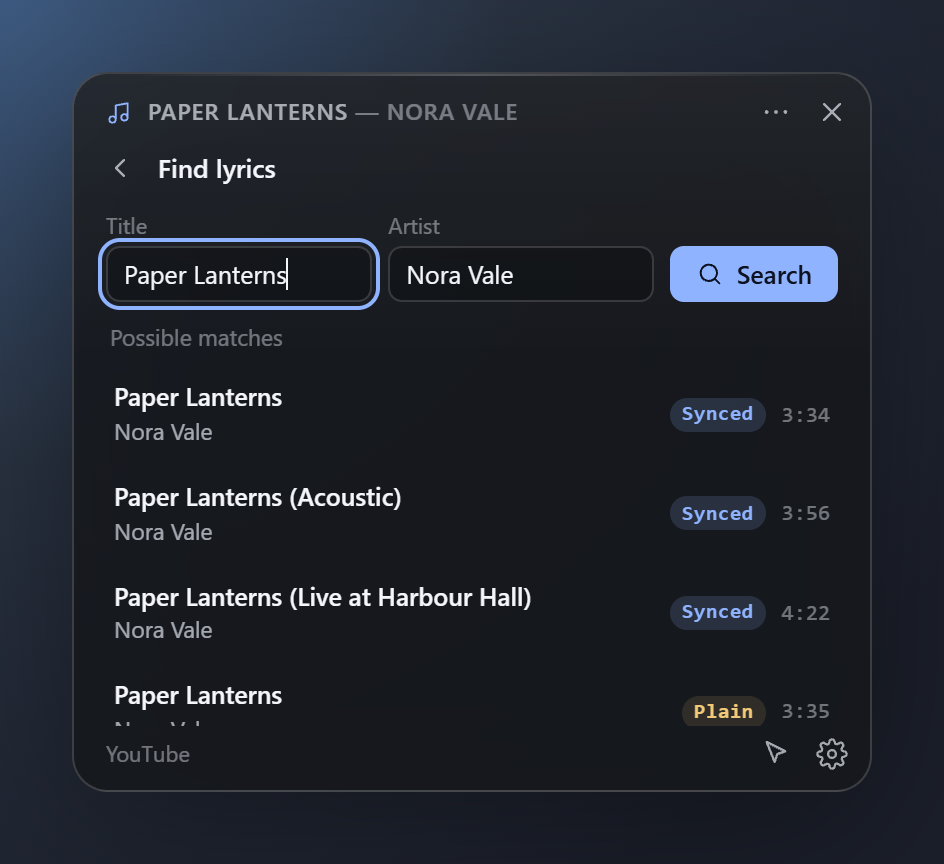 PAPER LANTERNS — NORA VALE
Find lyrics
Title
Artist
Paper Lanterns
Nora Vale
Search
Possible matches
Paper Lanterns
Nora Vale
Synced 3:34
Paper Lanterns (Acoustic)
Nora Vale
Synced 3:56
Paper Lanterns (Live at Harbour Hall)
Nora Vale
Synced 4:22
Paper Lanterns
Plain 3:35
YouTube